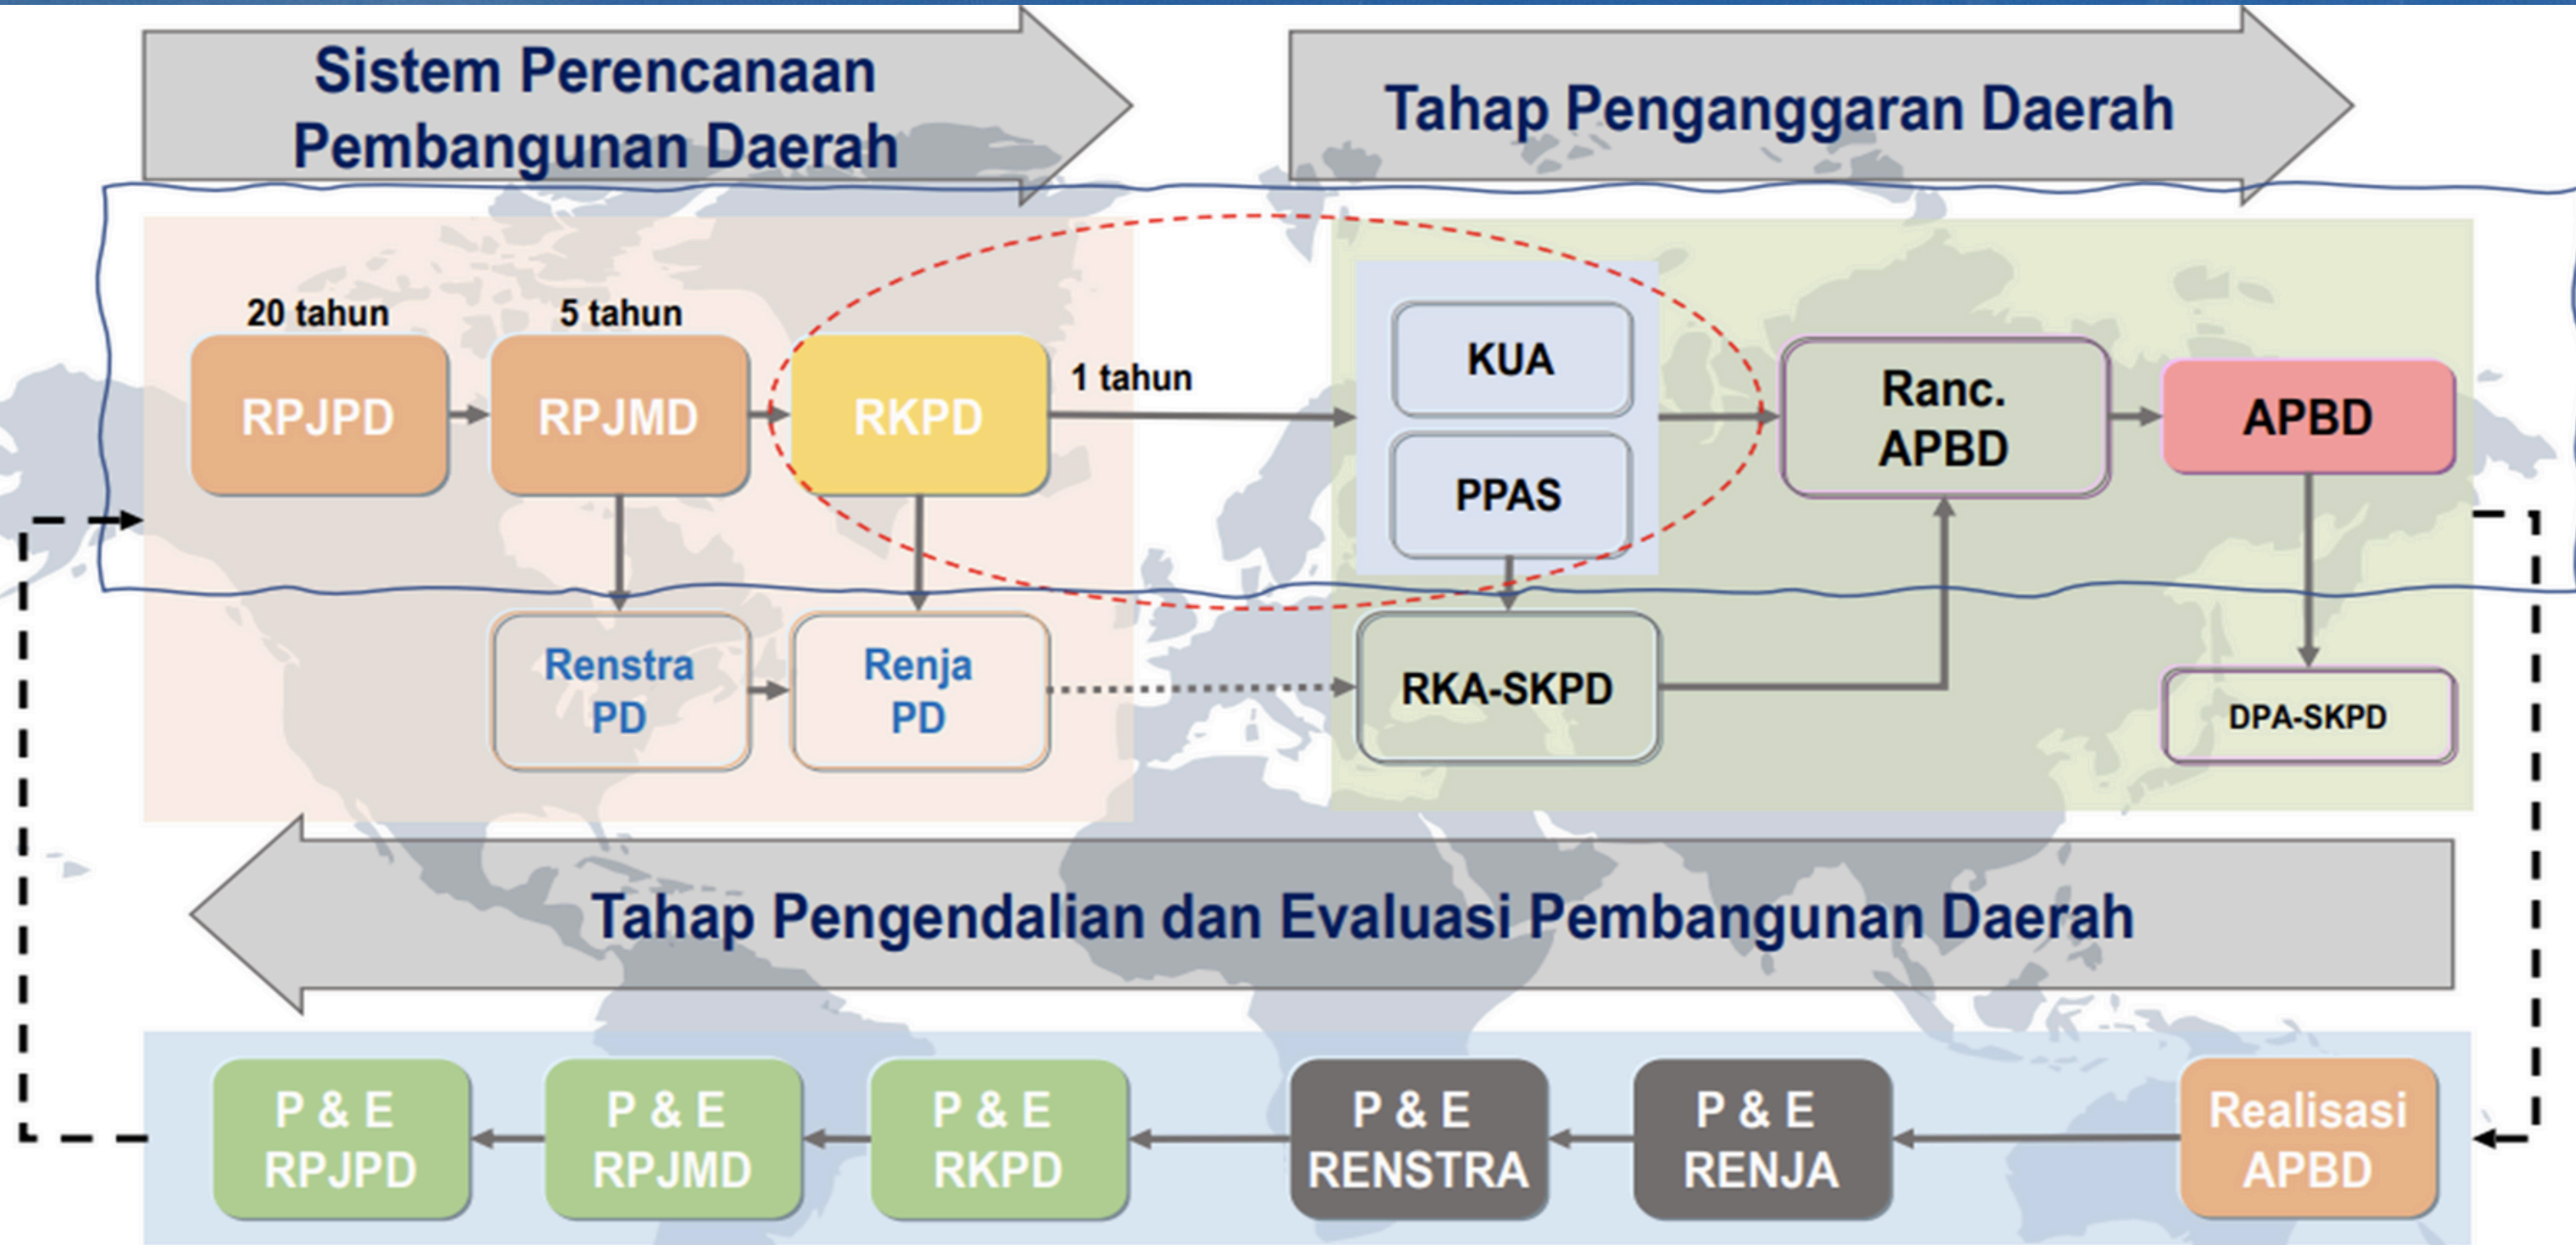 Sistem Perencanaan
Pembangunan Daerah
Tahap Penganggaran Daerah
20 tahun
5 tahun
RPJPD
RPJMD
RKPD
1 tahun
KUA
PPAS
Ranc.
APBD
APBD
Renstra
PD
Renja
PD
RKA-SKPD
DPA-SKPD
Tahap Pengendalian dan Evaluasi Pembangunan Daerah
P & E
RPJPD
P & E
RPJMD
P & E
RKPD
P & E
RENSTRA
P & E
RENJA
Realisasi
APBD